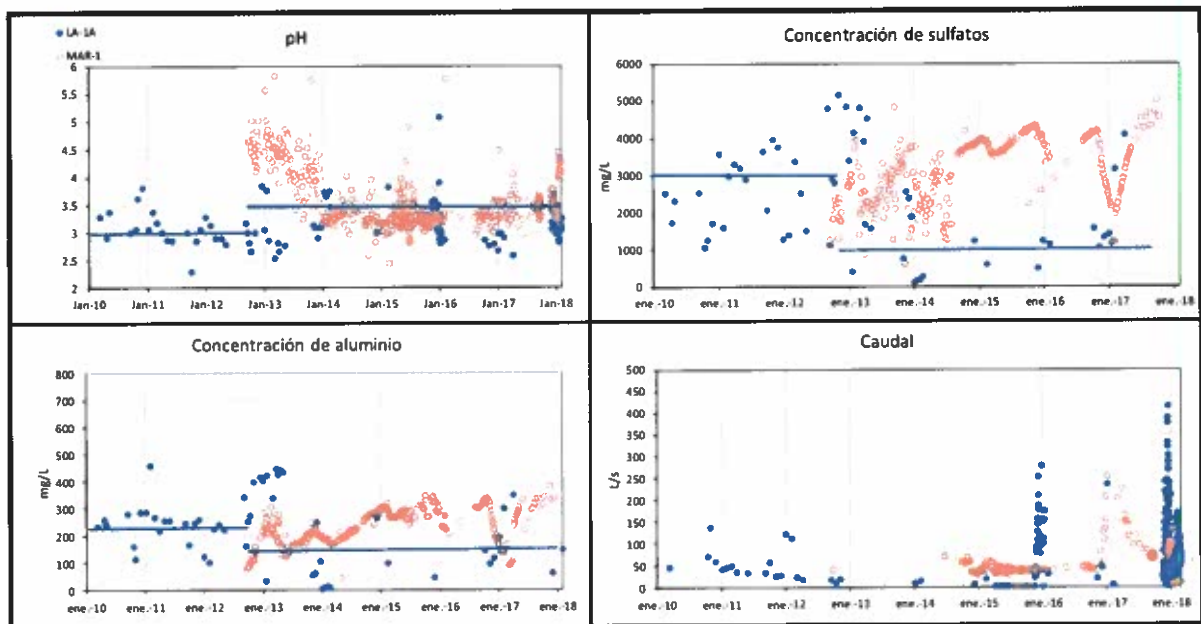 LA-1A
MAR-1
pH
6
5.5
5
4.5
4
3.5
3
2.5
2
Jan-10 Jan-11 Jan-12 Jan-13 Jan-14 Jan-15 Jan-16 Jan-17 Jan-18
Concentración de sulfatos
6000
5000
4000
3000
2000
1000
0
mg/L
ene.-10 ene.-11 ene.-12 ene.-13 ene.-14 ene.-15 ene.-16 ene.-17 ene.-18
Concentración de aluminio
800
700
600
500
400
300
200
100
0
mg/L
ene.-10 ene.-11 ene.-12 ene.-13 ene.-14 ene.-15 ene.-16 ene.-17 ene.-18
Caudal
500
450
400
350
300
250
200
150
100
50
0
L/s
ene.-10 ene.-11 ene.-12 ene.-13 ene.-14 ene.-15 ene.-16 ene.-17 ene.-18